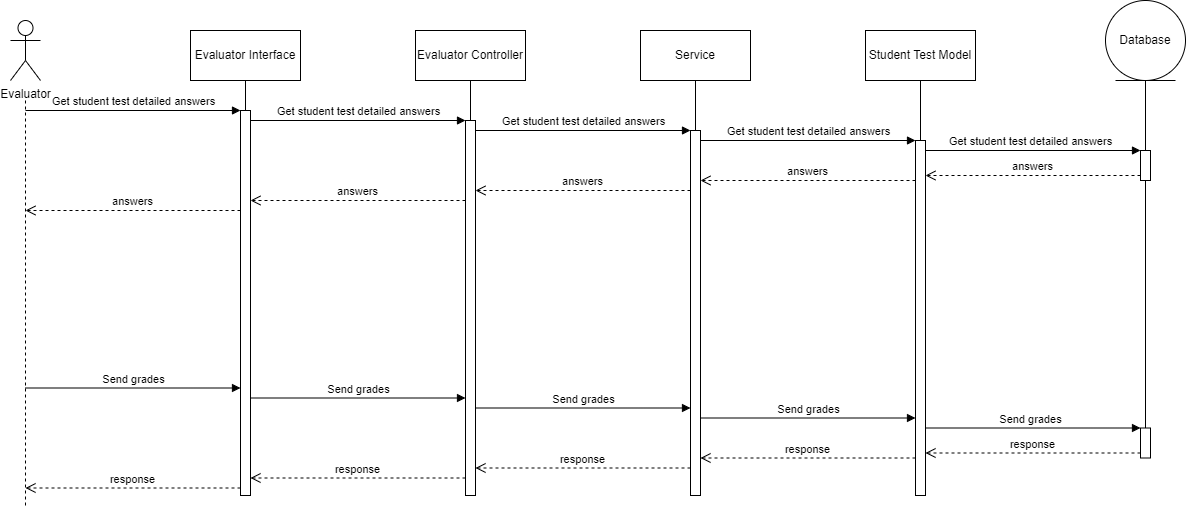 Database
Evaluator Interface
Evaluator Controller
Service
Student Test Model
Evaluator
Get student test detailed answers
Get student test detailed answers
Get student test detailed answers
Get student test detailed answers
Get student test detailed answers
answers
answers
answers
answers
answers
Send grades
Send grades
Send grades
Send grades
Send grades
response
response
response
response
response